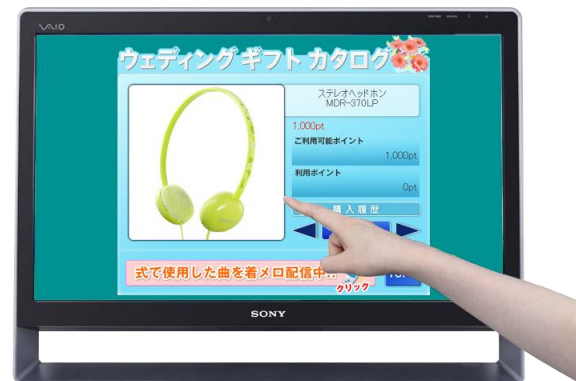 VAIO
ウェディング ギフト カタログ
ステレオヘッドホン
MDR-370LP
1,000pt
ご利用可能ポイント
1,000pt
利用ポイント
0pt
購入履歴
式で使用した曲を着メロ配信中!!
クリック
SONY